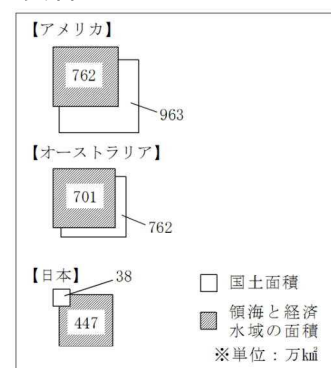 【アメリカ】
762
963
【オーストラリア】
701
762
【日本】
38
447
国土面積
領海と経済
水域の面積
※単位：万㎢